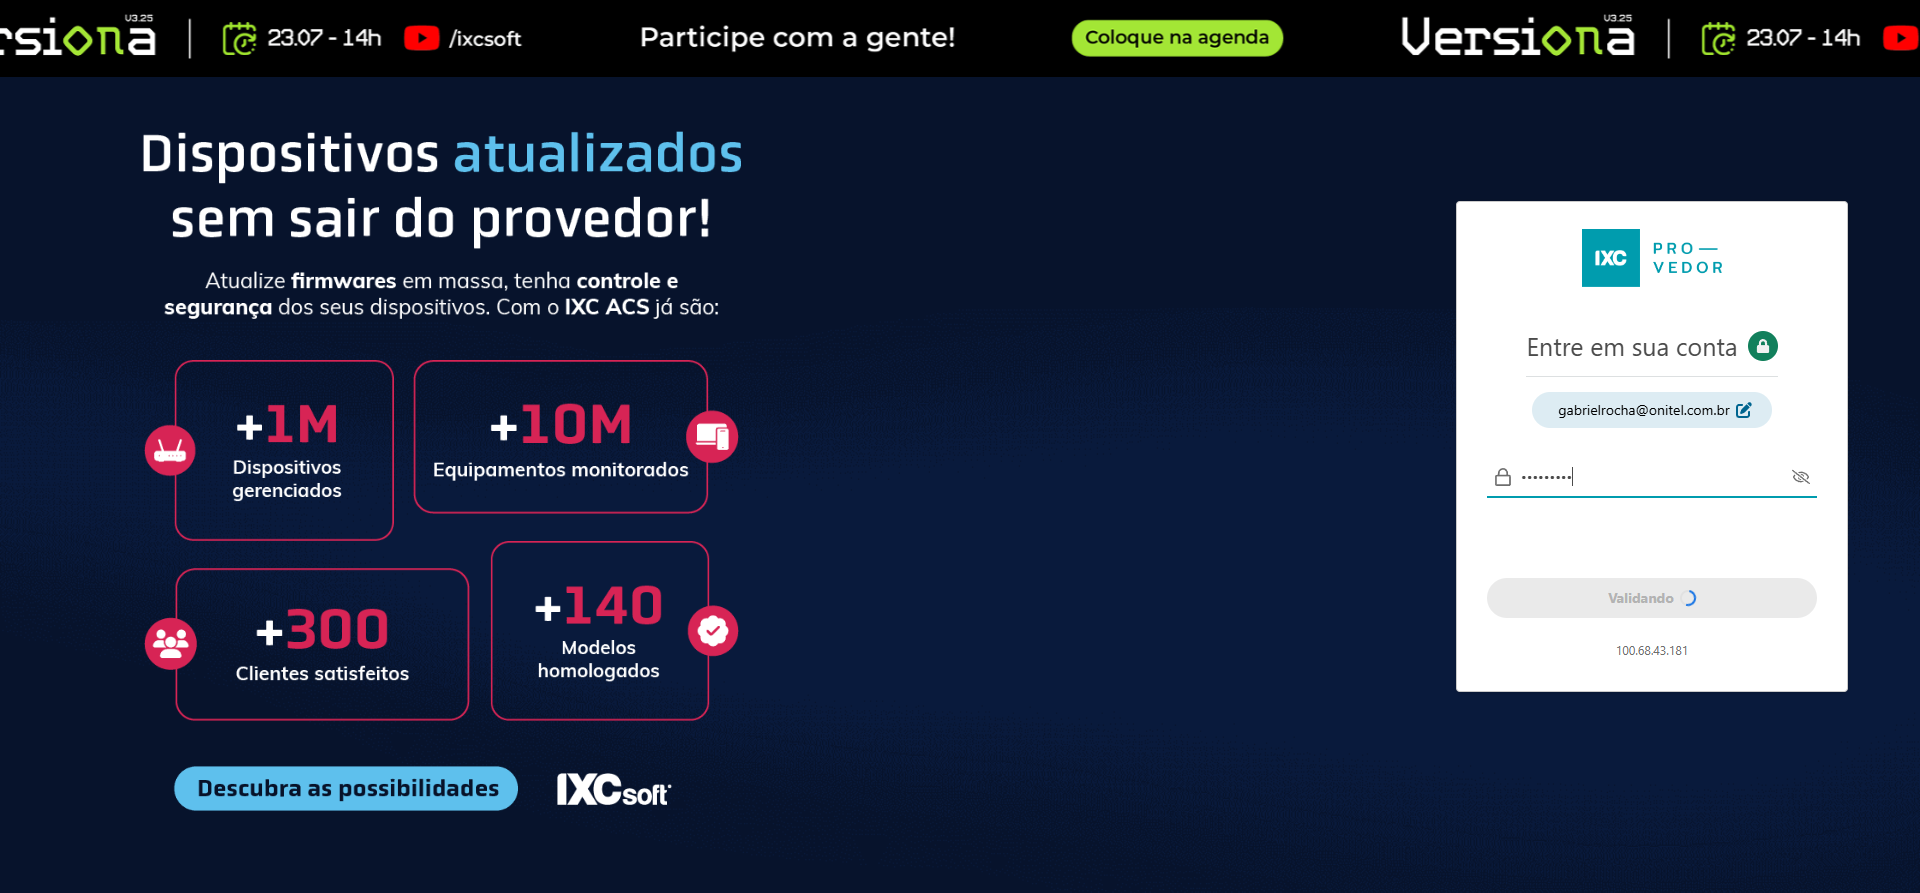 rsiona
V3.25
23.07 - 14h
/ixcsoft
Participe com a gente!
Coloque na agenda
Versiona
V3.25
23.07 - 14h
Dispositivos atualizados
sem sair do provedor!
Atualize firmwares em massa, tenha controle e
segurança dos seus dispositivos. Com o IXC ACS já são:
+1M
Dispositivos
gerenciados
+10M
Equipamentos monitorados
+300
Clientes satisfeitos
+140
Modelos
homologados
Descubra as possibilidades
IXCsoft
IXC
PRO—
VEDOR
Entre em sua conta
gabrielrocha@onitel.com.br
•••••••••
Validando
100.68.43.181